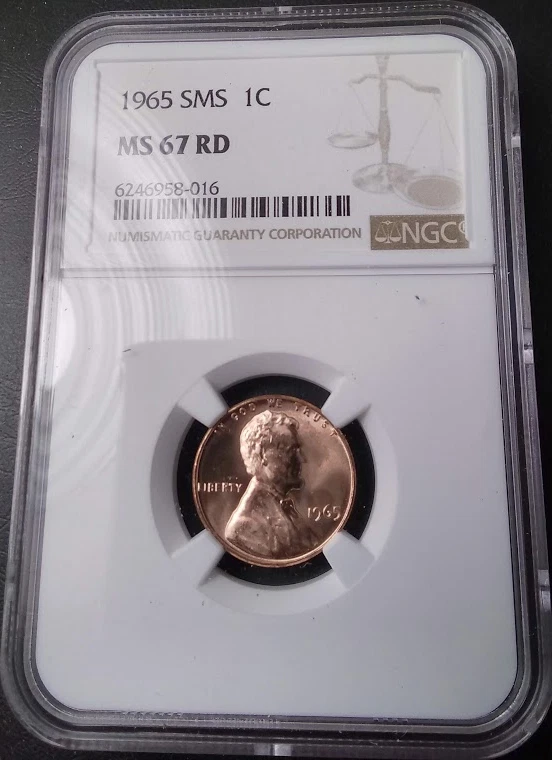 1965 SMS 1C
MS 67 RD
6246958-016
NUMISMATIC GUARANTY CORPORATION
NGC
IN GOD WE TRUST
LIBERTY
1965